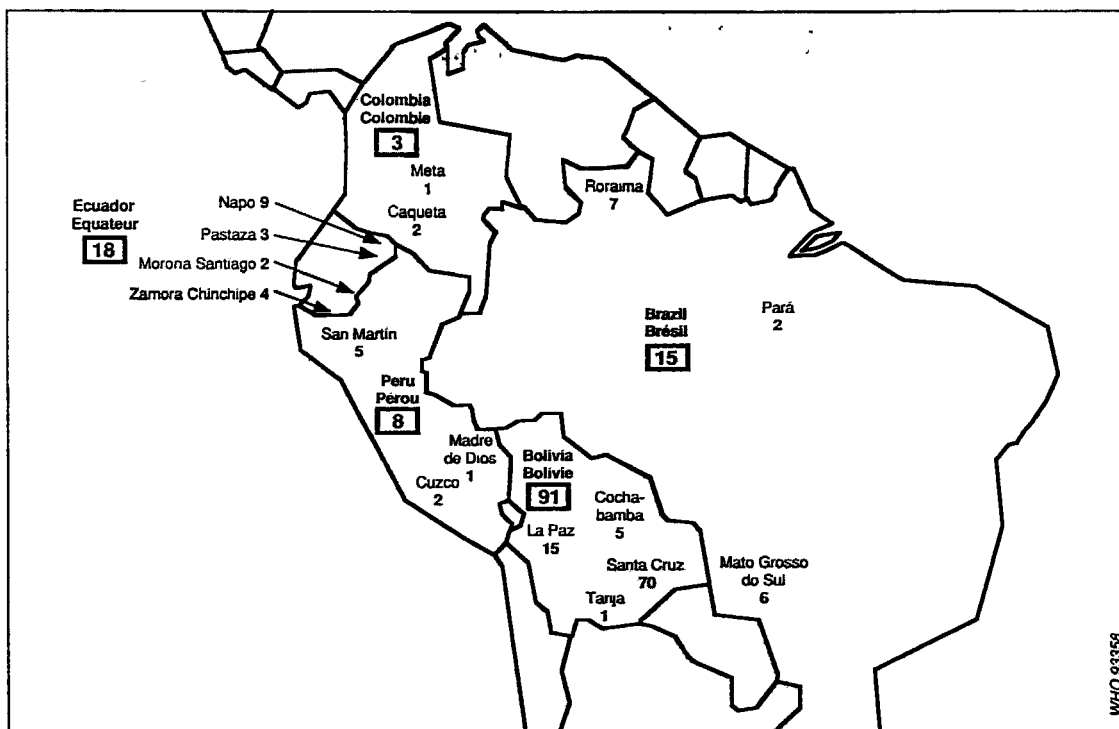 Colombia
Colombie
3
Meta
1
Caqueta
2
Roraima
7
Ecuador
Equateur
18
Napo 9
Pastaza 3
Morona Santiago 2
Zamora Chinchipe 4
San Martín
5
Peru
Pérou
8
Madre
de Dios
1
Cuzco
2
Brazil
Brésil
15
Pará
2
Bolivia
Bolivie
91
La Paz
15
Cocha-
bamba
5
Santa Cruz
70
Tarija
1
Mato Grosso
do Sul
6
WHO 93358